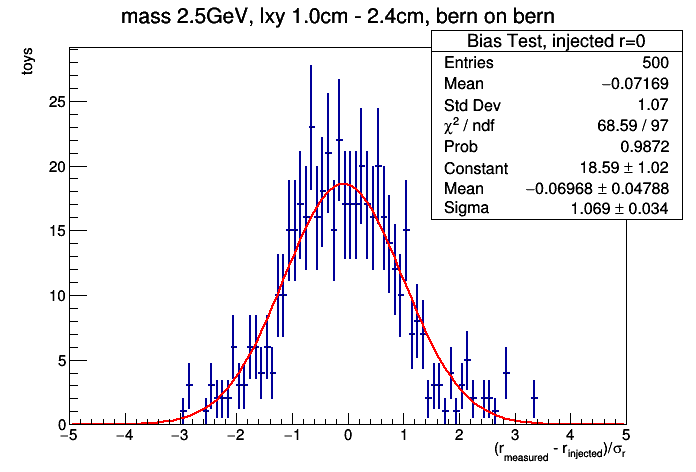 mass 2.5GeV, lxy 1.0cm - 2.4cm, bern on bern
Bias Test, injected r=0
Entries 500
Mean −0.07169
Std Dev 1.07
χ² / ndf 68.59 / 97
Prob 0.9872
Constant 18.59 ± 1.02
Mean −0.06968 ± 0.04788
Sigma 1.069 ± 0.034
toys
25
20
15
10
5
0
−5 −4 −3 −2 −1 0 1 2 3 4 5
(r_measured - r_injected)/σ_r